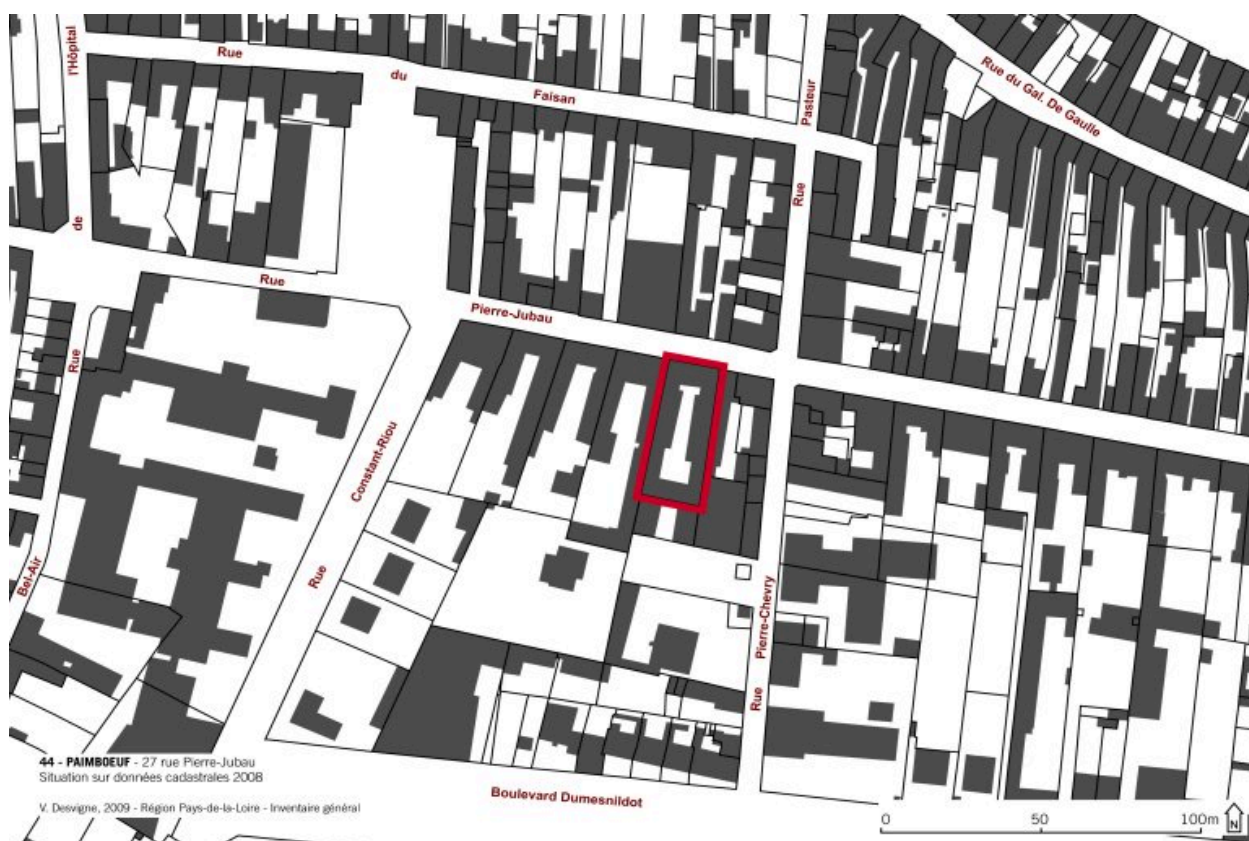 l'Hôpital
de
Rue
du
Faisan
Pasteur
Rue
Rue du Gal. De Gaulle
Rue
Pierre-Jubau
Rue
Bel-Air
Constant-Riou
Rue
Pierre-Chevry
Rue
Boulevard Dumesnildot
44 - PAIMBOEUF - 27 rue Pierre-Jubau
Situation sur données cadastrales 2008
V. Desvigne, 2009 - Région Pays-de-la-Loire - Inventaire général
0 50 100m
N